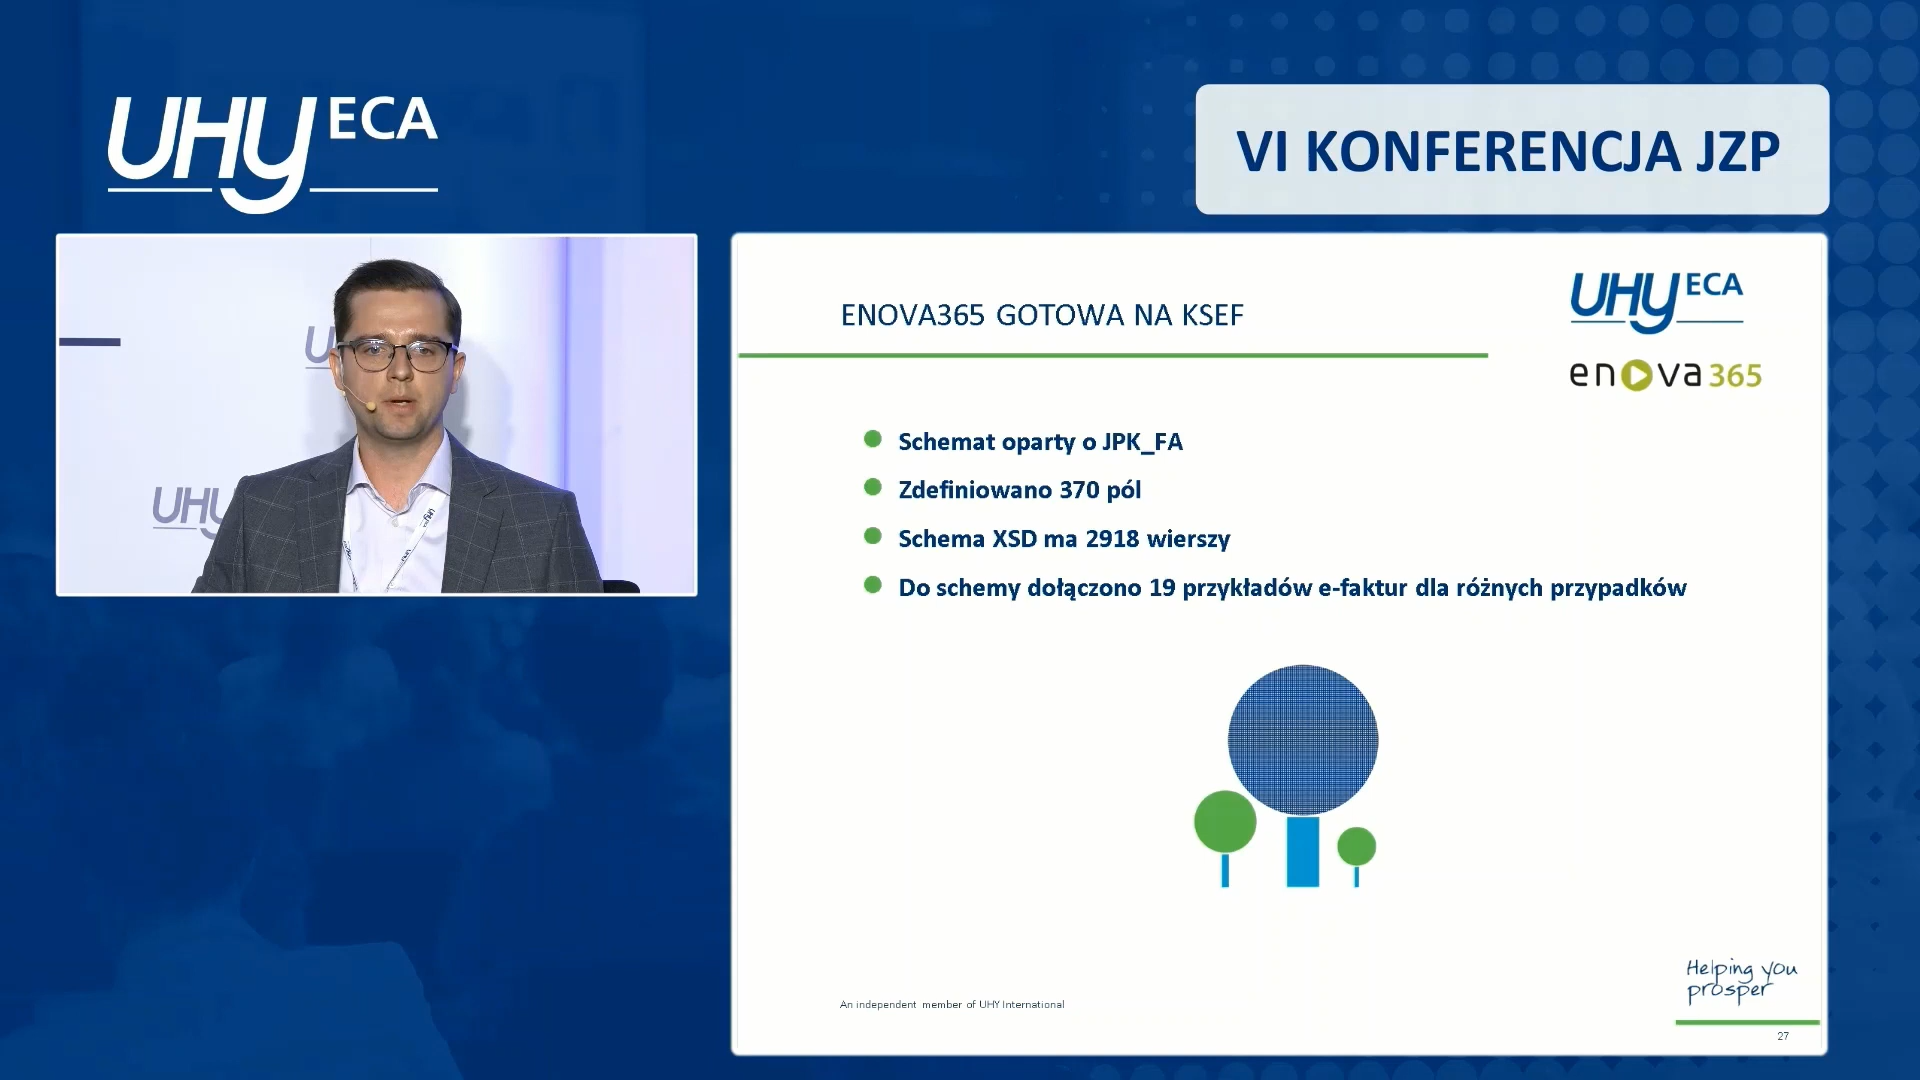 UHY ECA
VI KONFERENCJA JZP
UHY
ENOVA365 GOTOWA NA KSEF
UHY ECA
enova365
Schemat oparty o JPK_FA
Zdefiniowano 370 pól
Schema XSD ma 2918 wierszy
Do schemy dołączono 19 przykładów e-faktur dla różnych przypadków
Helping you
prosper
An independent member of UHY International
27